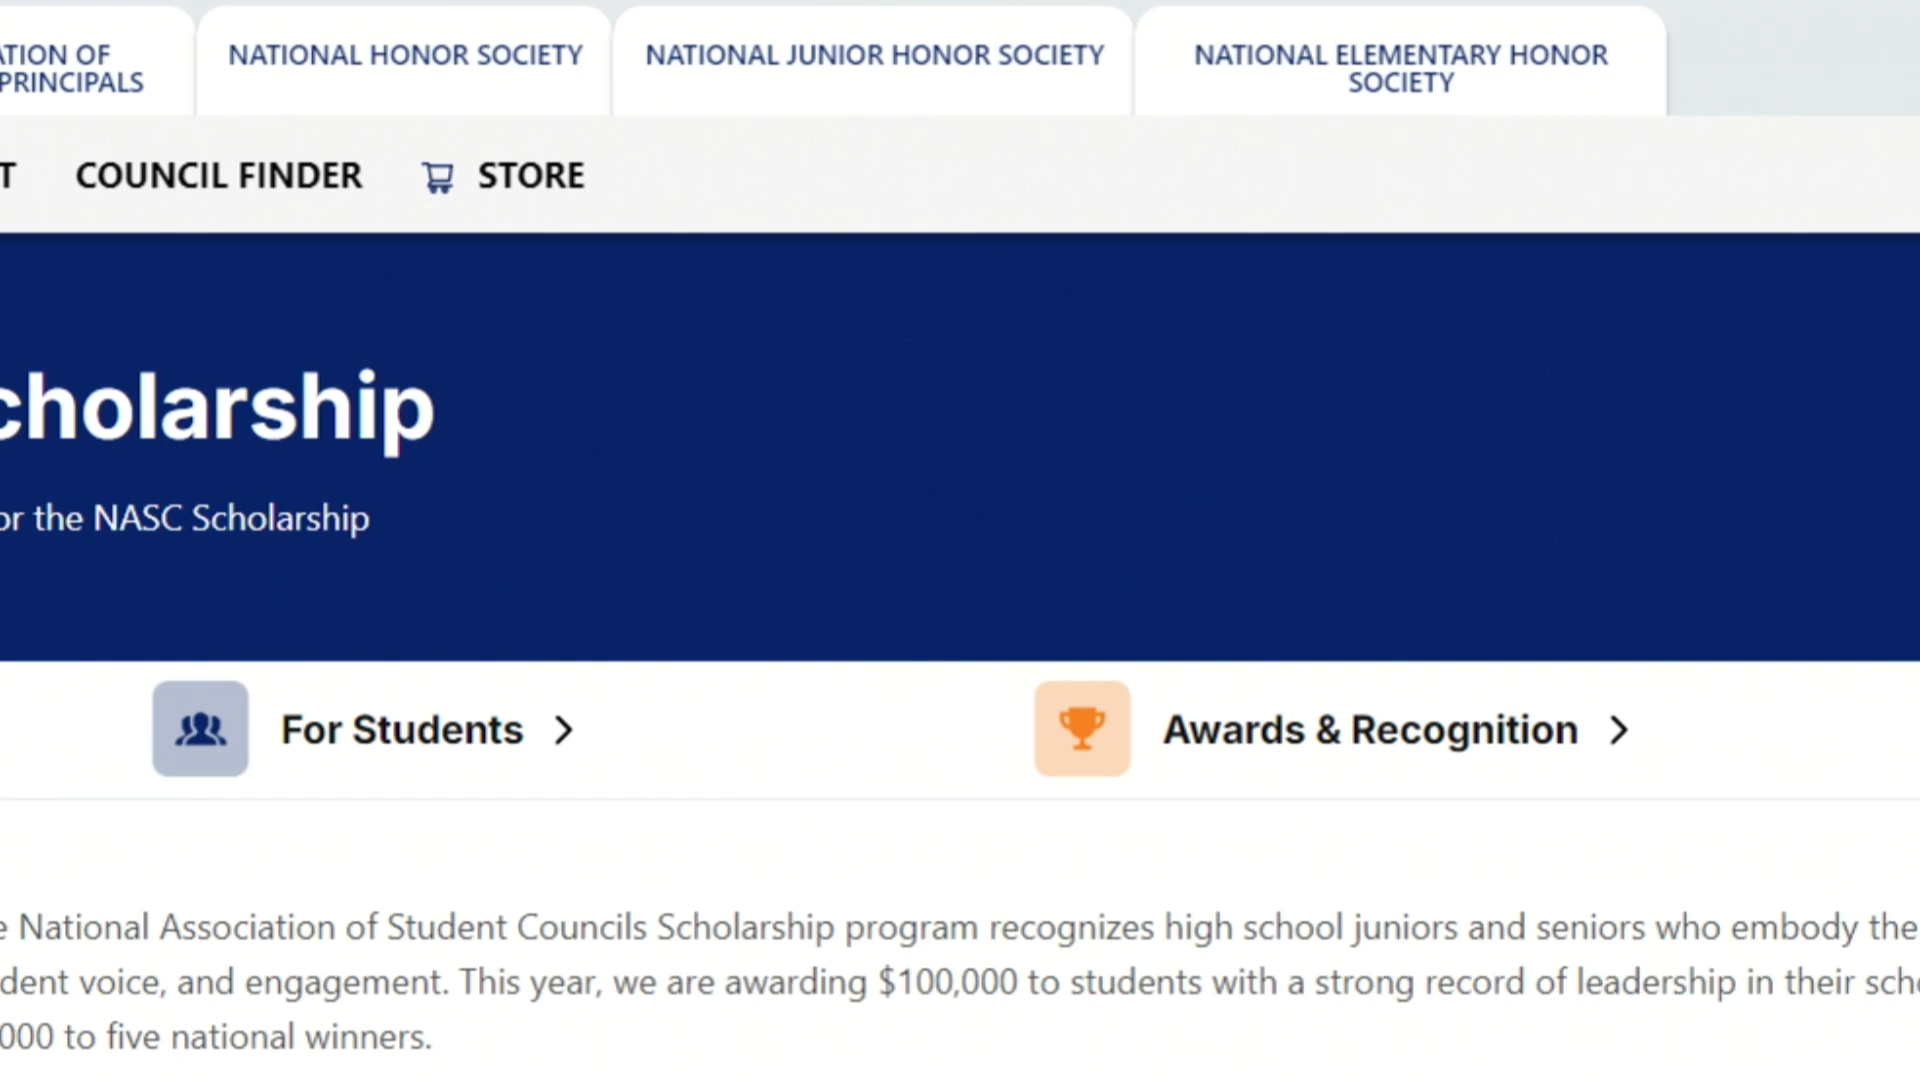 ATION OF
PRINCIPALS
NATIONAL HONOR SOCIETY
NATIONAL JUNIOR HONOR SOCIETY
NATIONAL ELEMENTARY HONOR
SOCIETY
T
COUNCIL FINDER
STORE
cholarship
or the NASC Scholarship
For Students
Awards & Recognition
e National Association of Student Councils Scholarship program recognizes high school juniors and seniors who embody the
dent voice, and engagement. This year, we are awarding $100,000 to students with a strong record of leadership in their scho
000 to five national winners.